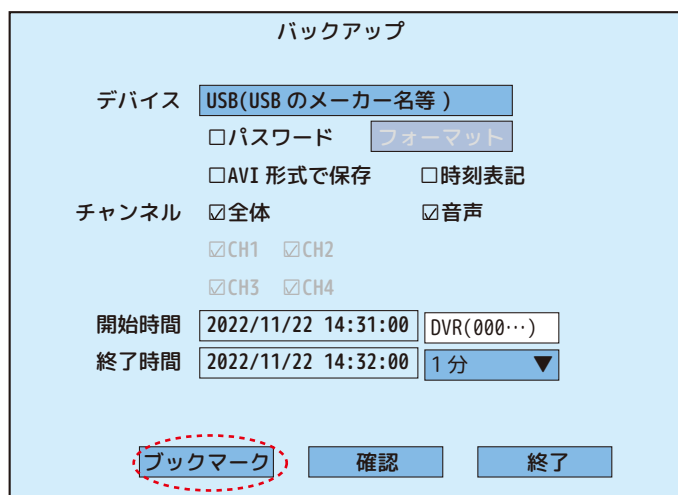 バックアップ
デバイス USB(USB のメーカー名等 )
□パスワード フォーマット
□AVI 形式で保存 □時刻表記
チャンネル ☑全体 ☑音声
☑CH1 ☑CH2
☑CH3 ☑CH4
開始時間 2022/11/22 14:31:00 DVR(000…)
終了時間 2022/11/22 14:32:00 1分 ▼
ブックマーク 確認 終了